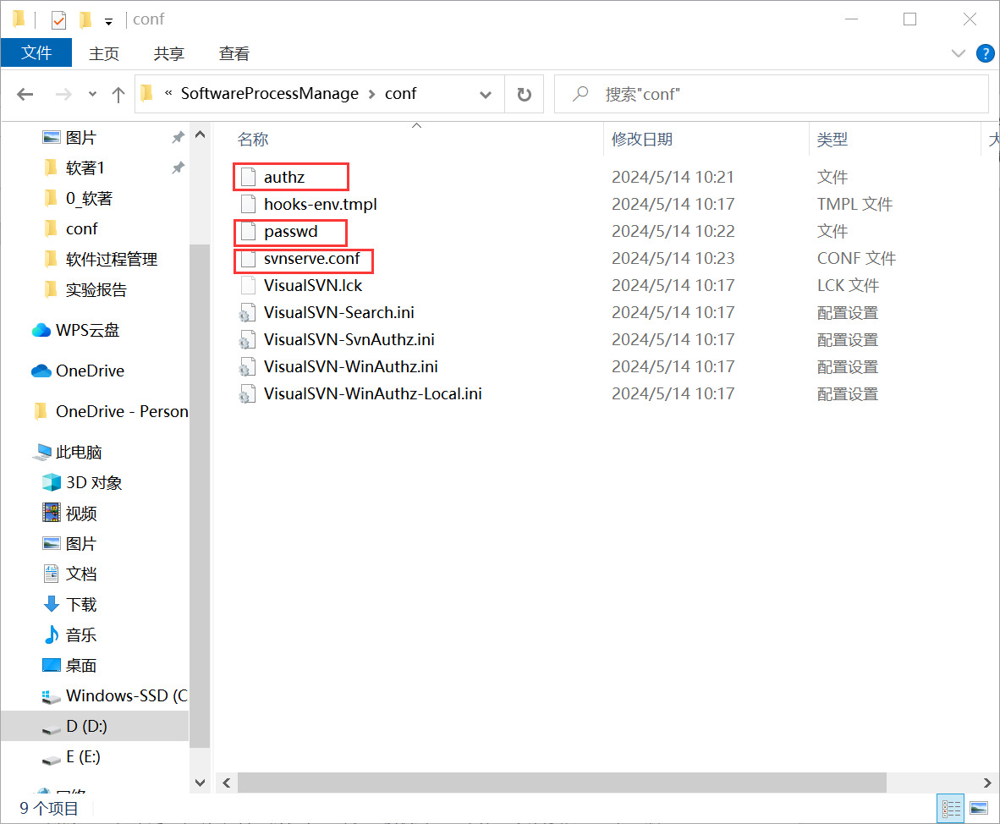 conf
文件 主页 共享 查看
« SoftwareProcessManage › conf
搜索"conf"
图片
软著1
0_软著
conf
软件过程管理
实验报告
WPS云盘
OneDrive
OneDrive - Person
此电脑
3D 对象
视频
图片
文档
下载
音乐
桌面
Windows-SSD (C
D (D:)
E (E:)
名称 修改日期 类型
authz 2024/5/14 10:21 文件
hooks-env.tmpl 2024/5/14 10:17 TMPL 文件
passwd 2024/5/14 10:22 文件
svnserve.conf 2024/5/14 10:23 CONF 文件
VisualSVN.lck 2024/5/14 10:17 LCK 文件
VisualSVN-Search.ini 2024/5/14 10:17 配置设置
VisualSVN-SvnAuthz.ini 2024/5/14 10:17 配置设置
VisualSVN-WinAuthz.ini 2024/5/14 10:17 配置设置
VisualSVN-WinAuthz-Local.ini 2024/5/14 10:17 配置设置
9 个项目